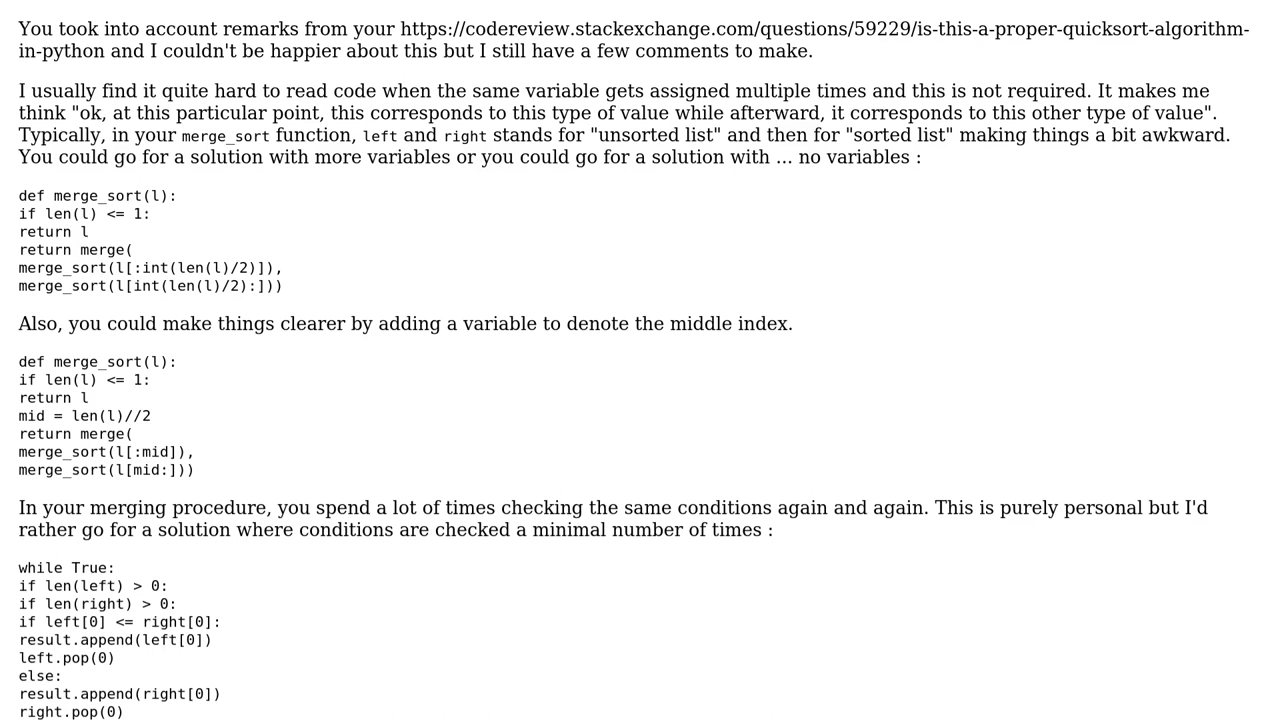 You took into account remarks from your https://codereview.stackexchange.com/questions/59229/is-this-a-proper-quicksort-algorithm-
in-python and I couldn't be happier about this but I still have a few comments to make.
I usually find it quite hard to read code when the same variable gets assigned multiple times and this is not required. It makes me
think "ok, at this particular point, this corresponds to this type of value while afterward, it corresponds to this other type of value".
Typically, in your merge_sort function, left and right stands for "unsorted list" and then for "sorted list" making things a bit awkward.
You could go for a solution with more variables or you could go for a solution with ... no variables :
def merge_sort(l):
if len(l) <= 1:
return l
return merge(
merge_sort(l[:int(len(l)/2)]),
merge_sort(l[int(len(l)/2):]))
Also, you could make things clearer by adding a variable to denote the middle index.
def merge_sort(l):
if len(l) <= 1:
return l
mid = len(l)//2
return merge(
merge_sort(l[:mid]),
merge_sort(l[mid:]))
In your merging procedure, you spend a lot of times checking the same conditions again and again. This is purely personal but I'd
rather go for a solution where conditions are checked a minimal number of times :
while True:
if len(left) > 0:
if len(right) > 0:
if left[0] <= right[0]:
result.append(left[0])
left.pop(0)
else:
result.append(right[0])
right.pop(0)